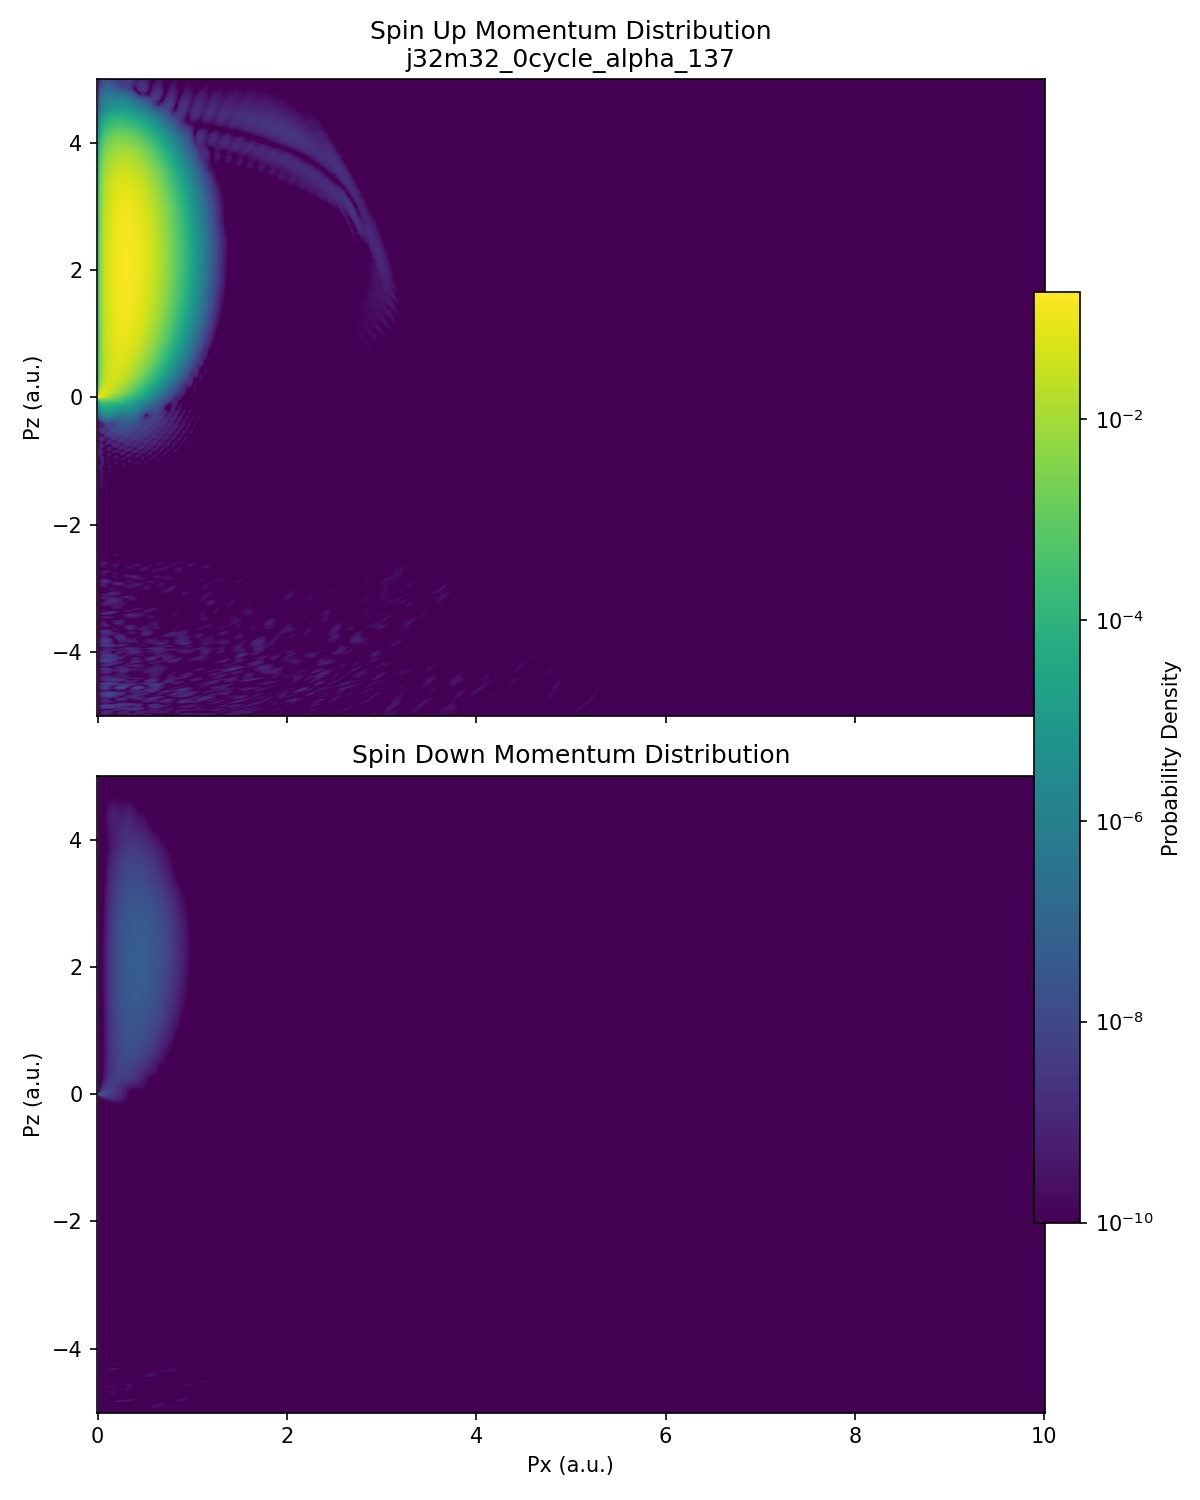 Spin Up Momentum Distribution
j32m32_0cycle_alpha_137
4
2
0
−2
−4
Pz (a.u.)
Spin Down Momentum Distribution
4
2
0
−2
−4
Pz (a.u.)
0 2 4 6 8 10
Px (a.u.)
10⁻²
10⁻⁴
10⁻⁶
10⁻⁸
10⁻¹⁰
Probability Density